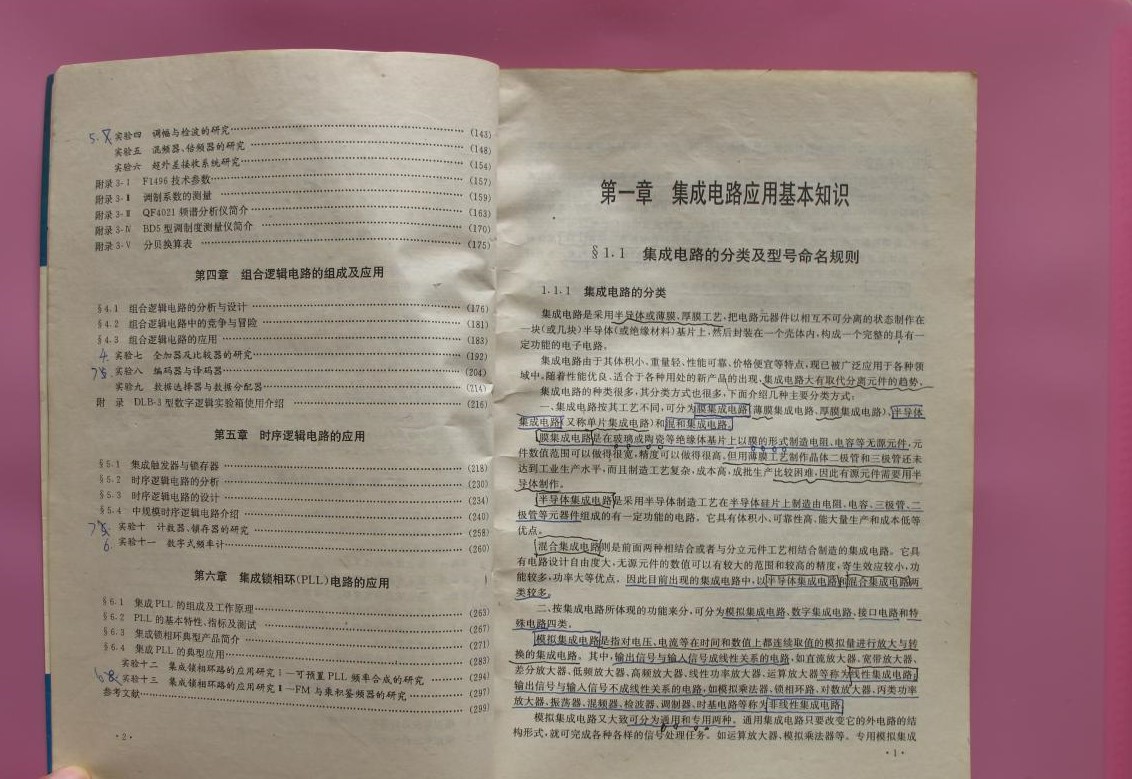 实验四 调幅与检波的研究 (143)
实验五 混频器、倍频器的研究 (148)
实验六 超外差接收系统研究 (154)
附录3-Ⅰ F1496技术参数 (157)
附录3-Ⅱ 调制系数的测量 (159)
附录3-Ⅲ QF4021频谱分析仪简介 (163)
附录3-Ⅳ BD5型调制度测量仪简介 (170)
附录3-Ⅴ 分贝换算表 (175)
第四章 组合逻辑电路的组成及应用
§4.1 组合逻辑电路的分析与设计 (176)
§4.2 组合逻辑电路中的竞争与冒险 (181)
§4.3 组合逻辑电路的应用 (183)
4. 实验七 全加器及比较器的研究 (192)
实验八 编码器与译码器 (204)
实验九 数据选择器与数据分配器 (214)
附 录 DLB-3型数字逻辑实验箱使用介绍 (216)
第五章 时序逻辑电路的应用
§5.1 集成触发器与锁存器 (218)
§5.2 时序逻辑电路的分析 (230)
§5.3 时序逻辑电路的设计 (234)
§5.4 中规模时序逻辑电路介绍 (240)
实验十 计数器、锁存器的研究 (258)
6. 实验十一 数字式频率计 (260)
第六章 集成锁相环(PLL)电路的应用
§6.1 集成PLL的组成及工作原理 (263)
§6.2 PLL的基本特性、指标及测试 (267)
§6.3 集成锁相环典型产品简介 (271)
§6.4 集成PLL的典型应用 (283)
实验十二 集成锁相环路的应用研究Ⅰ—可预置PLL频率合成的研究 (294)
实验十三 集成锁相环路的应用研究Ⅱ—FM与乘积鉴频器的研究 (297)
参考文献 (299)
·2·
第一章 集成电路应用基本知识
§1.1 集成电路的分类及型号命名规则
1.1.1 集成电路的分类
集成电路是采用半导体或薄膜、厚膜工艺,把电路元器件以相互不可分离的状态制作在
一块(或几块)半导体(或绝缘材料)基片上,然后封装在一个壳体内,构成一个完整的具有一
定功能的电子电路。
集成电路由于其体积小、重量轻、性能可靠、价格便宜等特点,现已被广泛应用于各种领
域中,随着性能优良、适合于各种用处的新产品的出现,集成电路大有取代分离元件的趋势。
集成电路的种类很多,其分类方式也很多,下面介绍几种主要分类方式:
一、集成电路按其工艺不同,可分为膜集成电路(薄膜集成电路、厚膜集成电路)、半导体
集成电路(又称单片集成电路)和混和集成电路。
膜集成电路是在玻璃或陶瓷等绝缘体基片上以膜的形式制造电阻、电容等无源元件,元
件数值范围可以做得很宽,精度可以做得很高,但用薄膜工艺制作晶体二极管和三极管还未
达到工业生产水平,而且制造工艺复杂,成本高,成批生产比较困难,因此有源元件需要用半
导体制作。
半导体集成电路是采用半导体制造工艺在半导体硅片上制造由电阻、电容、三极管、二
极管等元器件组成的有一定功能的电路。它具有体积小、可靠性高、能大量生产和成本低等
优点。
混合集成电路则是前面两种相结合或者与分立元件工艺相结合制造的集成电路。它具
有电路设计自由度大,无源元件的数值可以有较大的范围和较高的精度,寄生效应较小,功
能较多,功率大等优点。因此目前出现的集成电路中,以半导体集成电路和混合集成电路两
类较多。
二、按集成电路所体现的功能来分,可分为模拟集成电路、数字集成电路、接口电路和特
殊电路四类。
模拟集成电路是指对电压、电流等在时间和数值上都连续取值的模拟量进行放大与转
换的集成电路。其中,输出信号与输入信号成线性关系的电路,如直流放大器、宽带放大器、
差分放大器、低频放大器、高频放大器、线性功率放大器、运算放大器等称为线性集成电路;
输出信号与输入信号不成线性关系的电路,如模拟乘法器、锁相环路、对数放大器、丙类功率
放大器、振荡器、混频器、检波器、调制器、时基电路等称为非线性集成电路。
模拟集成电路又大致可分为通用和专用两种。通用集成电路只要改变它的外电路的结
构形式,就可完成各种各样的信号处理任务。如运算放大器、模拟乘法器等。专用模拟集成
·1·